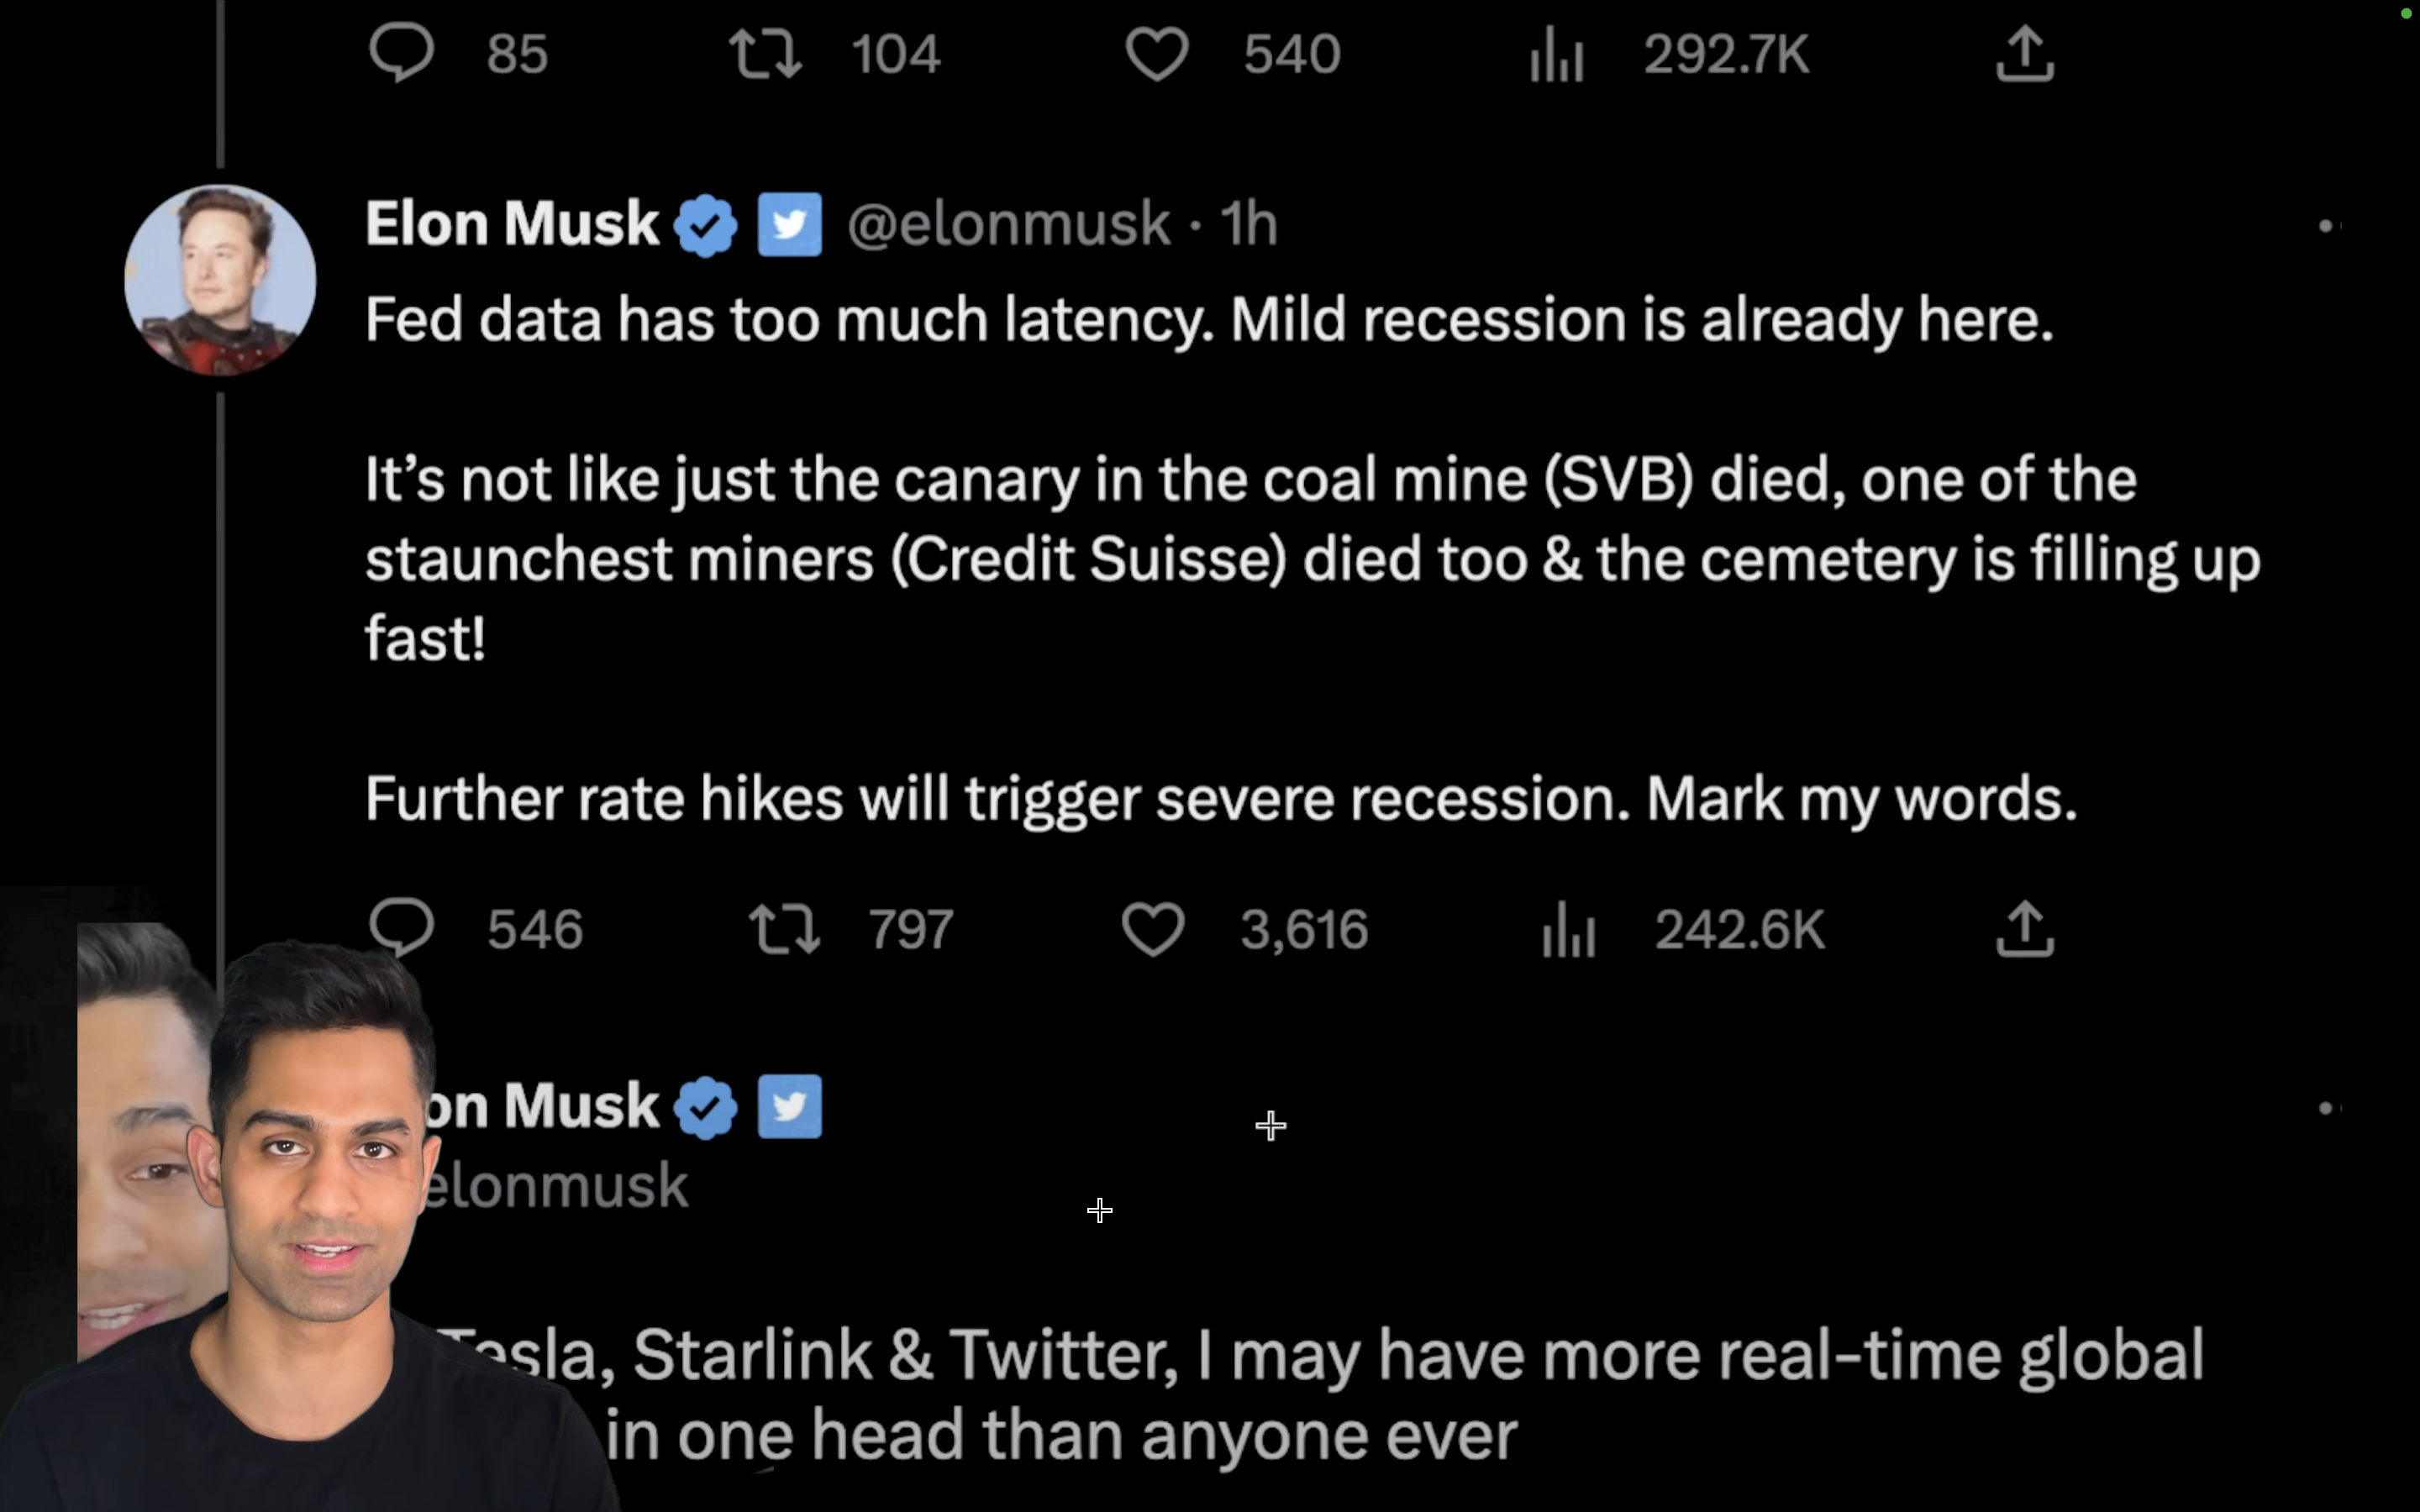 85 104 540 292.7K
Elon Musk @elonmusk · 1h
Fed data has too much latency. Mild recession is already here.
It’s not like just the canary in the coal mine (SVB) died, one of the
staunchest miners (Credit Suisse) died too & the cemetery is filling up
fast!
Further rate hikes will trigger severe recession. Mark my words.
546 797 3,616 242.6K
on Musk
elonmusk
Tesla, Starlink & Twitter, I may have more real-time global
in one head than anyone ever